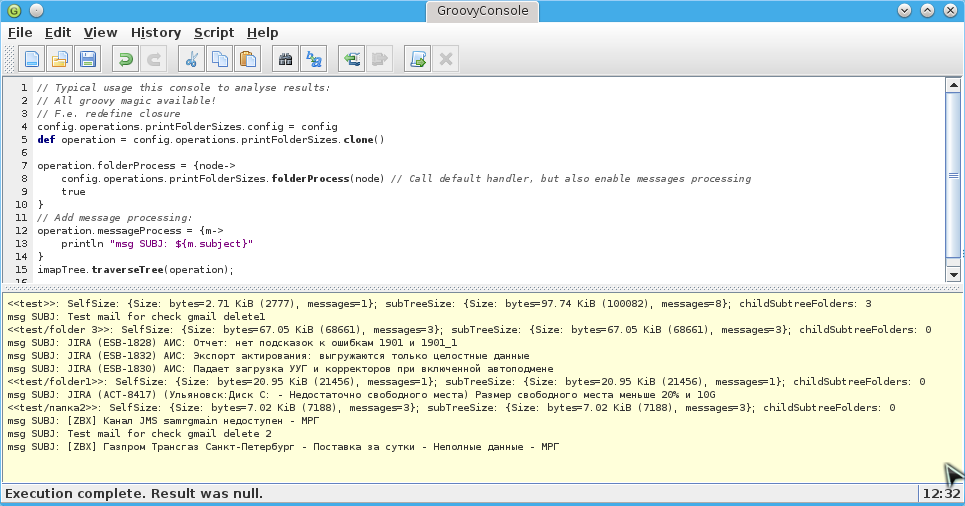 GroovyConsole
File Edit View History Script Help
1 // Typical usage this console to analyse results:
2 // All groovy magic available!
3 // F.e. redefine closure
4 config.operations.printFolderSizes.config = config
5 def operation = config.operations.printFolderSizes.clone()
6
7 operation.folderProcess = {node->
8 config.operations.printFolderSizes.folderProcess(node) // Call default handler, but also enable messages processing
9 true
10 }
11 // Add message processing:
12 operation.messageProcess = {m->
13 println "msg SUBJ: ${m.subject}"
14 }
15 imapTree.traverseTree(operation);
16
<<test>>: SelfSize: {Size: bytes=2.71 KiB (2777), messages=1}; subTreeSize: {Size: bytes=97.74 KiB (100082), messages=8}; childSubtreeFolders: 3
msg SUBJ: Test mail for check gmail delete1
<<test/folder 3>>: SelfSize: {Size: bytes=67.05 KiB (68661), messages=3}; subTreeSize: {Size: bytes=67.05 KiB (68661), messages=3}; childSubtreeFolders: 0
msg SUBJ: JIRA (ESB-1828) АИС: Отчет: нет подсказок к ошибкам 1901 и 1901_1
msg SUBJ: JIRA (ESB-1832) АИС: Экспорт актирования: выгружаются только целостные данные
msg SUBJ: JIRA (ESB-1830) АИС: Падает загрузка УУГ и корректоров при включенной автоподмене
<<test/folder1>>: SelfSize: {Size: bytes=20.95 KiB (21456), messages=1}; subTreeSize: {Size: bytes=20.95 KiB (21456), messages=1}; childSubtreeFolders: 0
msg SUBJ: JIRA (ACT-8417) (Ульяновск:Диск C: - Недостаточно свободного места) Размер свободного места меньше 20% и 10G
<<test/папка2>>: SelfSize: {Size: bytes=7.02 KiB (7188), messages=3}; subTreeSize: {Size: bytes=7.02 KiB (7188), messages=3}; childSubtreeFolders: 0
msg SUBJ: [ZBX] Канал JMS samrgmain недоступен - МРГ
msg SUBJ: Test mail for check gmail delete 2
msg SUBJ: [ZBX] Газпром Трансгаз Санкт-Петербург - Поставка за сутки - Неполные данные - МРГ
Execution complete. Result was null.
12:32